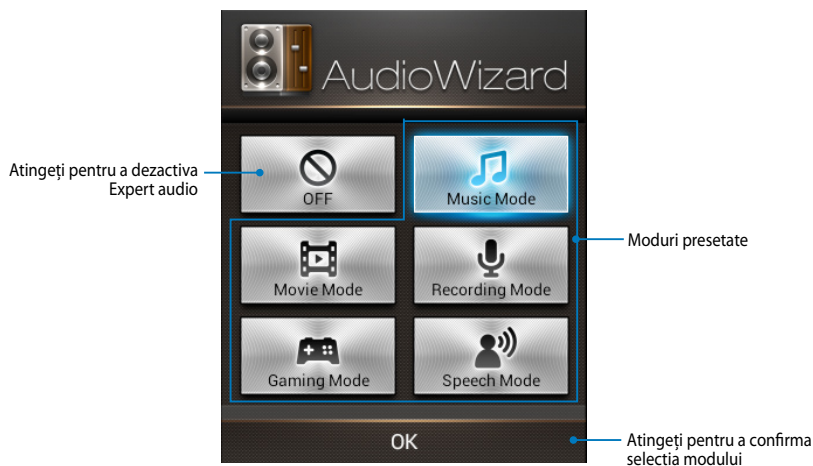 AudioWizard
Atingeți pentru a dezactiva
Expert audio
OFF
Music Mode
Moduri presetate
Movie Mode
Recording Mode
Gaming Mode
Speech Mode
OK
Atingeți pentru a confirma
selecția modului